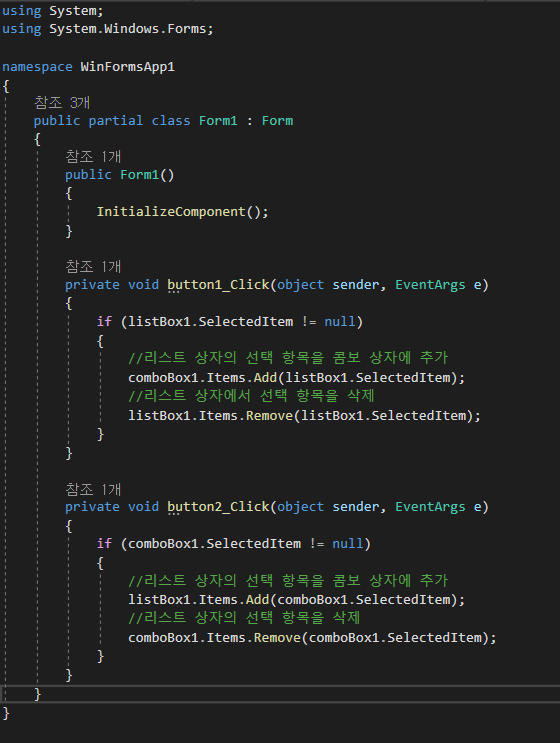 using System;
using System.Windows.Forms;
namespace WinFormsApp1
{
참조 3개
public partial class Form1 : Form
{
참조 1개
public Form1()
{
InitializeComponent();
}
참조 1개
private void button1_Click(object sender, EventArgs e)
{
if (listBox1.SelectedItem != null)
{
//리스트 상자의 선택 항목을 콤보 상자에 추가
comboBox1.Items.Add(listBox1.SelectedItem);
//리스트 상자에서 선택 항목을 삭제
listBox1.Items.Remove(listBox1.SelectedItem);
}
}
참조 1개
private void button2_Click(object sender, EventArgs e)
{
if (comboBox1.SelectedItem != null)
{
//리스트 상자의 선택 항목을 콤보 상자에 추가
listBox1.Items.Add(comboBox1.SelectedItem);
//리스트 상자의 선택 항목을 삭제
comboBox1.Items.Remove(comboBox1.SelectedItem);
}
}
}
}